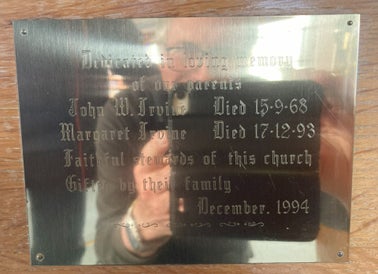 Dedicated in loving memory
of our parents
John W. Irvine Died 15-9-68
Margaret Irvine Died 17-12-93
Faithful stewards of this church
Gifted by their family
December, 1994